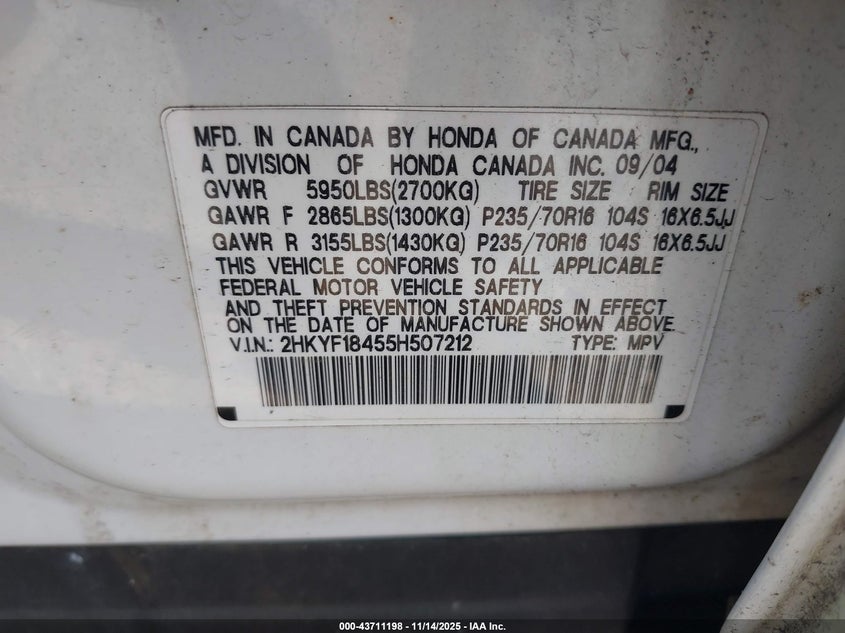 MFD. IN CANADA BY HONDA OF CANADA MFG.,
A DIVISION OF HONDA CANADA INC. 09/04
GVWR 5950LBS(2700KG) TIRE SIZE RIM SIZE
GAWR F 2865LBS(1300KG) P235/70R16 104S 16X6.5JJ
GAWR R 3155LBS(1430KG) P235/70R16 104S 16X6.5JJ
THIS VEHICLE CONFORMS TO ALL APPLICABLE
FEDERAL MOTOR VEHICLE SAFETY
AND THEFT PREVENTION STANDARDS IN EFFECT
ON THE DATE OF MANUFACTURE SHOWN ABOVE.
V.I.N.: 2HKYF18455H507212 TYPE: MPV
000-43711198 - 11/14/2025 - IAA Inc.